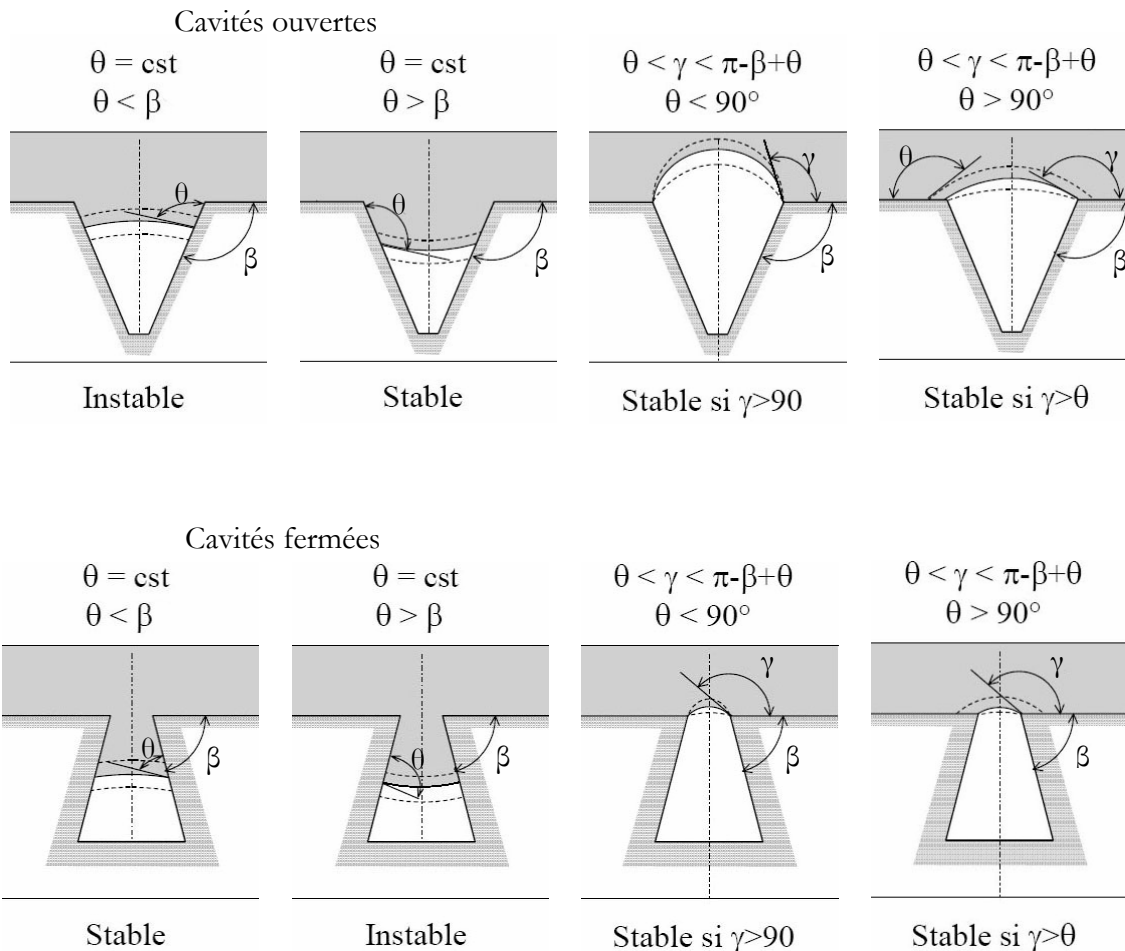 Cavités ouvertes
θ = cst
θ < β
θ = cst
θ > β
θ < γ < π-β+θ
θ < 90°
θ < γ < π-β+θ
θ > 90°
θ
β
θ
β
γ
β
θ
γ
β
Instable
Stable
Stable si γ>90
Stable si γ>θ
Cavités fermées
θ = cst
θ < β
θ = cst
θ > β
θ < γ < π-β+θ
θ < 90°
θ < γ < π-β+θ
θ > 90°
θ
β
θ
β
γ
β
γ
β
Stable
Instable
Stable si γ>90
Stable si γ>θ